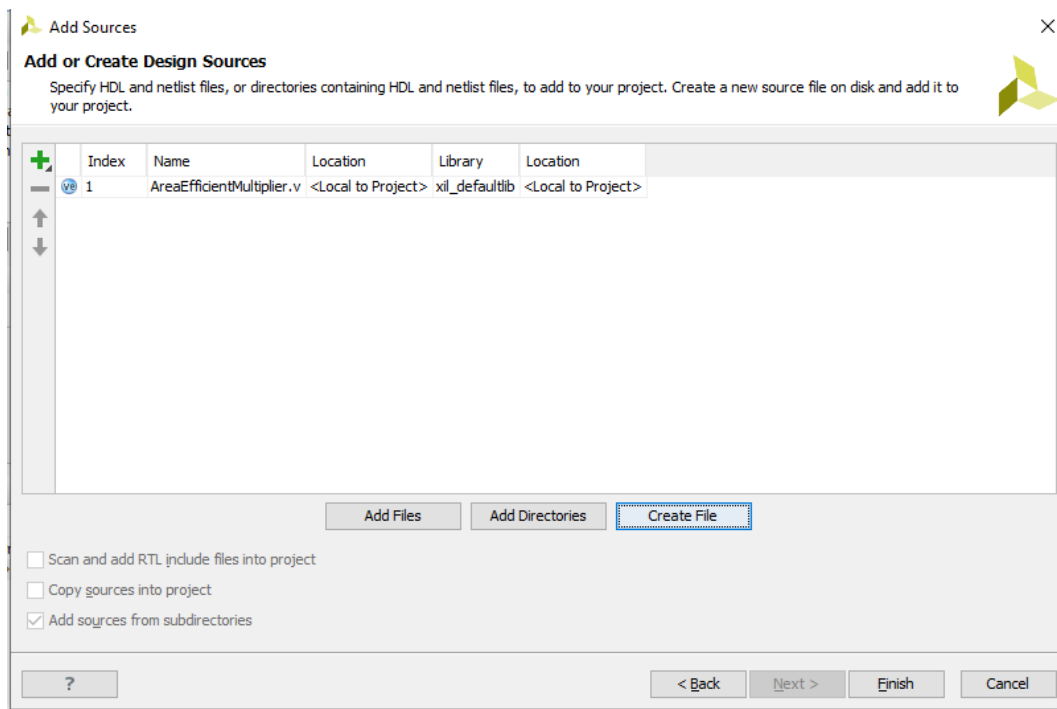 Add Sources
Add or Create Design Sources
Specify HDL and netlist files, or directories containing HDL and netlist files, to add to your project. Create a new source file on disk and add it to
your project.
Index Name Location Library Location
ve 1 AreaEfficientMultiplier.v <Local to Project> xil_defaultlib <Local to Project>
Add Files Add Directories Create File
Scan and add RTL include files into project
Copy sources into project
Add sources from subdirectories
? < Back Next > Finish Cancel